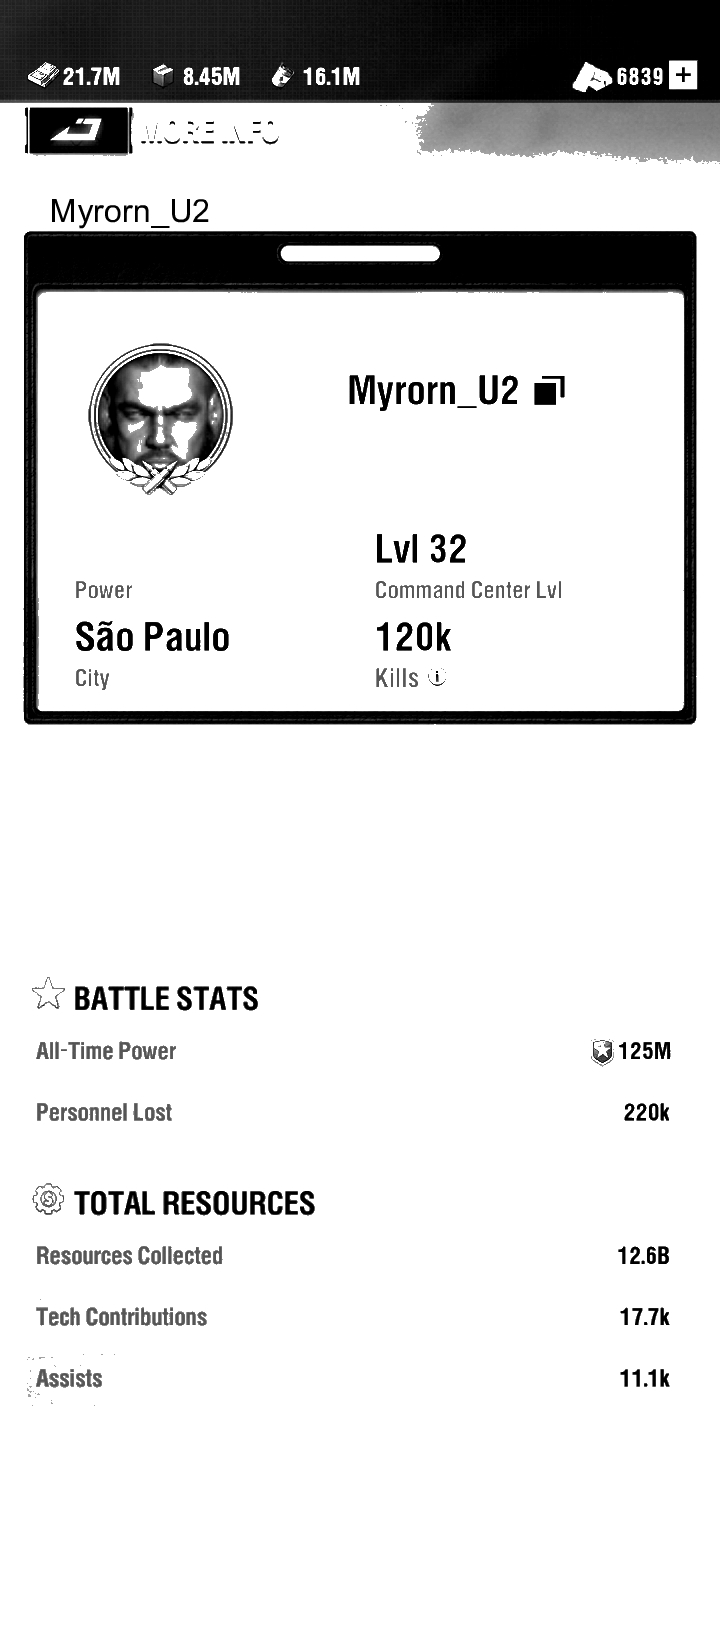 21.7M 8.45M 16.1M 6839
MORE INFO
Myrorn_U2
Myrorn_U2
Lvl 32
Power Command Center Lvl
São Paulo 120k
City Kills
BATTLE STATS
All-Time Power 125M
Personnel Lost 220k
TOTAL RESOURCES
Resources Collected 12.6B
Tech Contributions 17.7k
Assists 11.1k